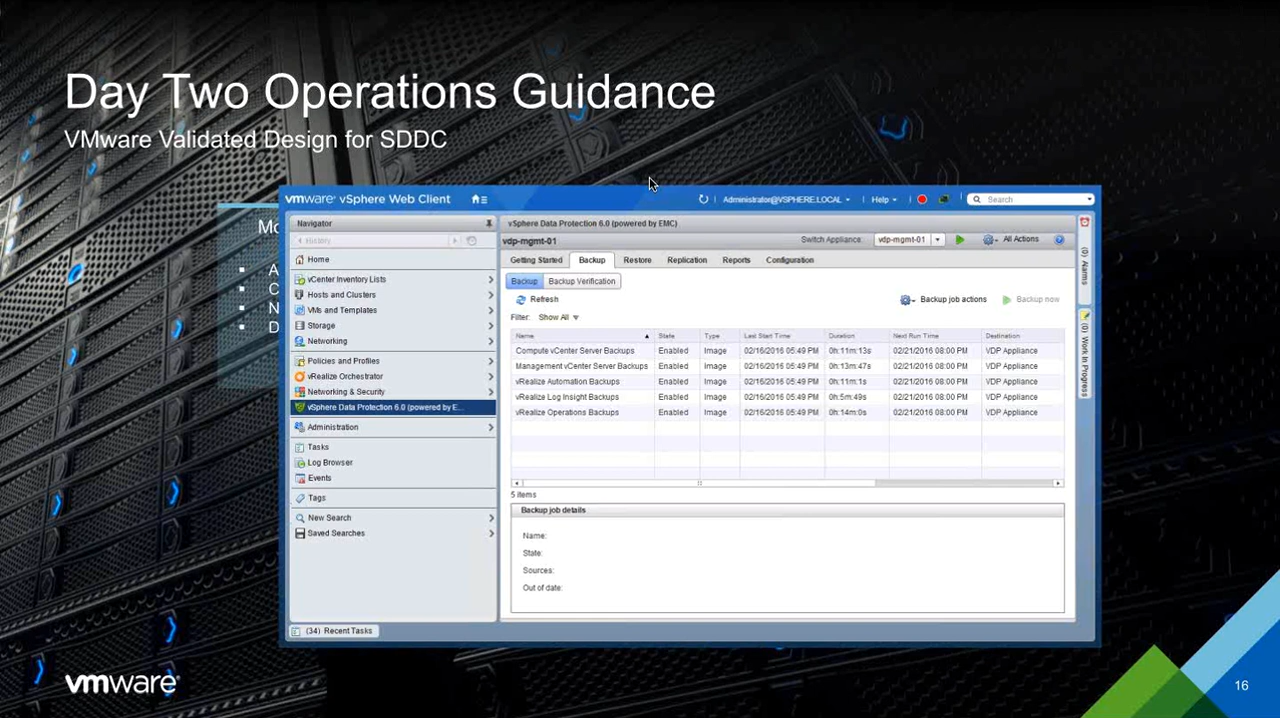 Day Two Operations Guidance
VMware Validated Design for SDDC
vmware® vSphere Web Client
Administrator@VSPHERE.LOCAL
Help
Search
Navigator
History
Home
vCenter Inventory Lists
Hosts and Clusters
VMs and Templates
Storage
Networking
Policies and Profiles
vRealize Orchestrator
Networking & Security
vSphere Data Protection 6.0 (powered by E...
Administration
Tasks
Log Browser
Events
Tags
New Search
Saved Searches
vSphere Data Protection 6.0 (powered by EMC)
vdp-mgmt-01 Switch Appliance: vdp-mgmt-01 All Actions
Getting Started Backup Restore Replication Reports Configuration
Backup Backup Verification
Refresh Backup job actions Backup now
Filter: Show All
Name State Type Last Start Time Duration Next Run Time Destination
Compute vCenter Server Backups Enabled Image 02/16/2016 05:49 PM 0h:11m:13s 02/21/2016 08:00 PM VDP Appliance
Management vCenter Server Backups Enabled Image 02/16/2016 05:49 PM 0h:13m:47s 02/21/2016 08:00 PM VDP Appliance
vRealize Automation Backups Enabled Image 02/16/2016 05:49 PM 0h:11m:1s 02/21/2016 08:00 PM VDP Appliance
vRealize Log Insight Backups Enabled Image 02/16/2016 05:49 PM 0h:5m:49s 02/21/2016 08:00 PM VDP Appliance
vRealize Operations Backups Enabled Image 02/16/2016 05:49 PM 0h:14m:0s 02/21/2016 08:00 PM VDP Appliance
5 items
Backup job details
Name:
State:
Sources:
Out of date:
(0) Alarms
(0) Work In Progress
(34) Recent Tasks
vmware®
16